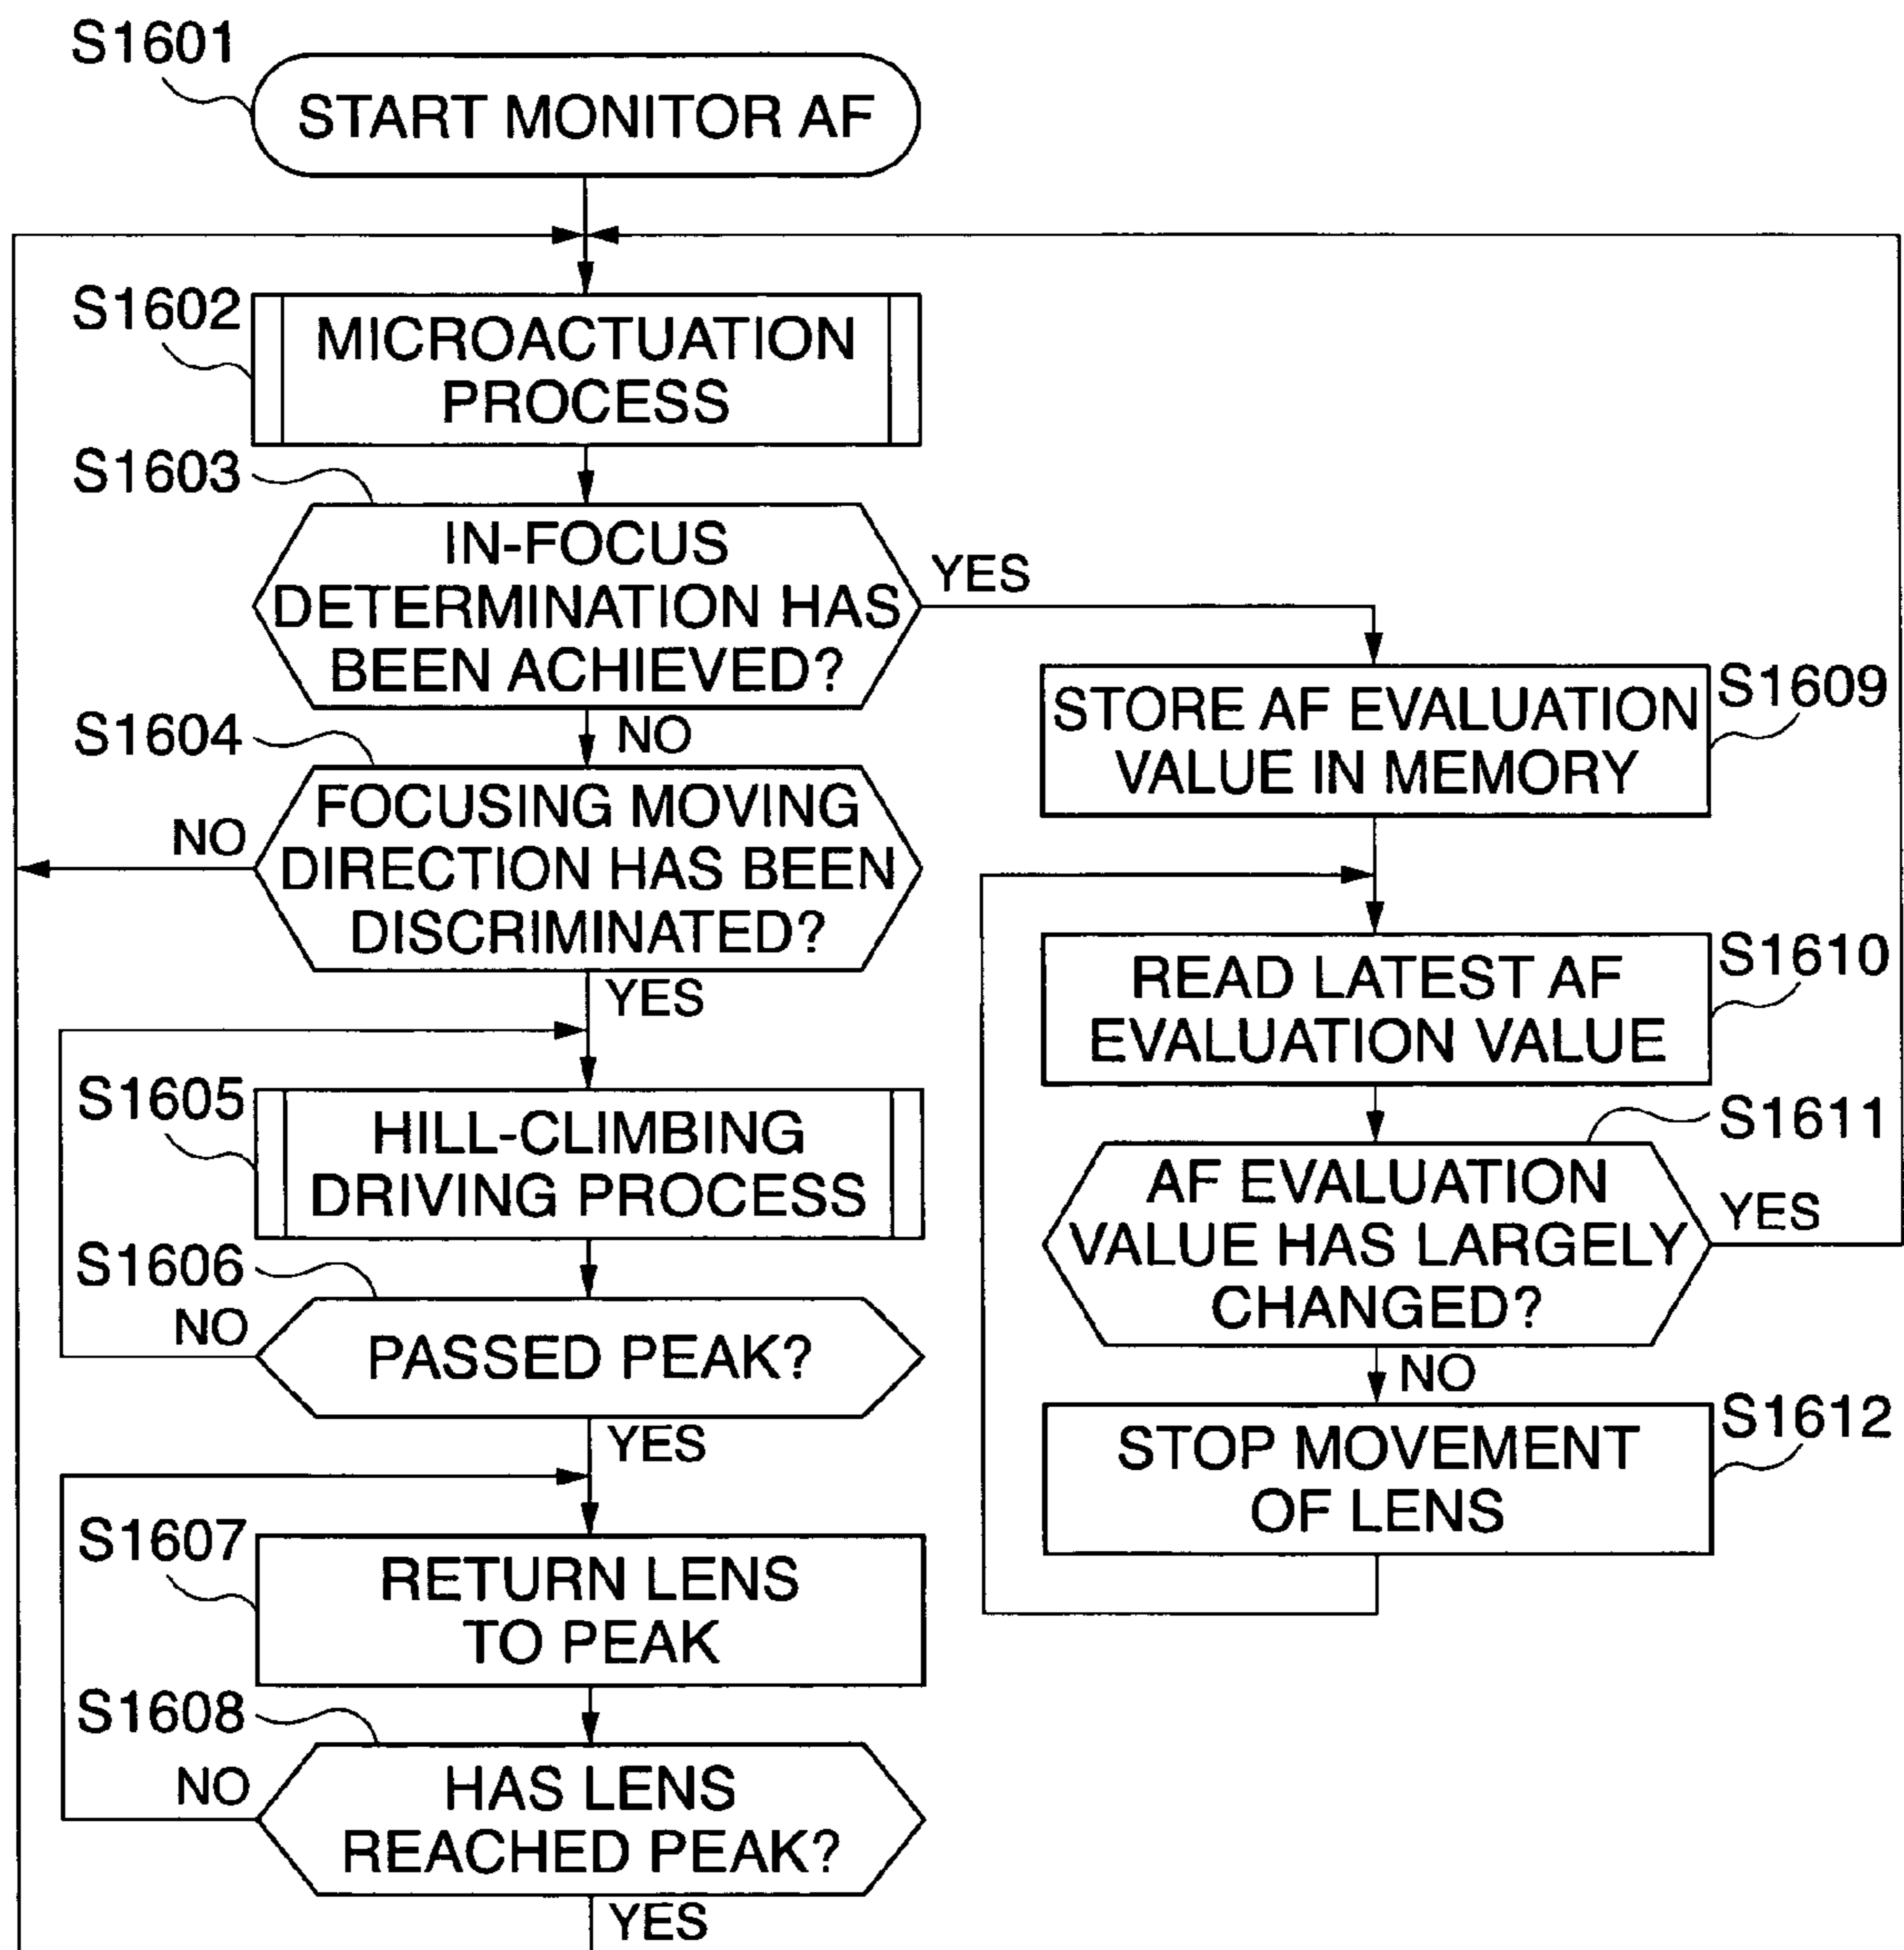 S1601
START MONITOR AF
S1602
MICROACTUATION
PROCESS
S1603
IN-FOCUS
DETERMINATION HAS
BEEN ACHIEVED?
YES
NO
S1604
FOCUSING MOVING
DIRECTION HAS BEEN
DISCRIMINATED?
NO
YES
S1605
HILL-CLIMBING
DRIVING PROCESS
S1606
PASSED PEAK?
NO
YES
S1607
RETURN LENS
TO PEAK
S1608
HAS LENS
REACHED PEAK?
NO
YES
STORE AF EVALUATION
VALUE IN MEMORY
S1609
READ LATEST AF
EVALUATION VALUE
S1610
S1611
AF EVALUATION
VALUE HAS LARGELY
CHANGED?
YES
NO
STOP MOVEMENT
OF LENS
S1612